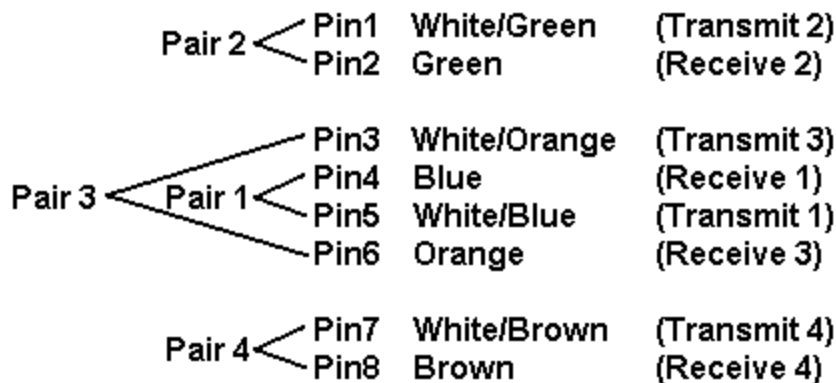 Pair 2 Pin1 White/Green (Transmit 2)
Pin2 Green (Receive 2)
Pin3 White/Orange (Transmit 3)
Pair 3 Pair 1 Pin4 Blue (Receive 1)
Pin5 White/Blue (Transmit 1)
Pin6 Orange (Receive 3)
Pair 4 Pin7 White/Brown (Transmit 4)
Pin8 Brown (Receive 4)